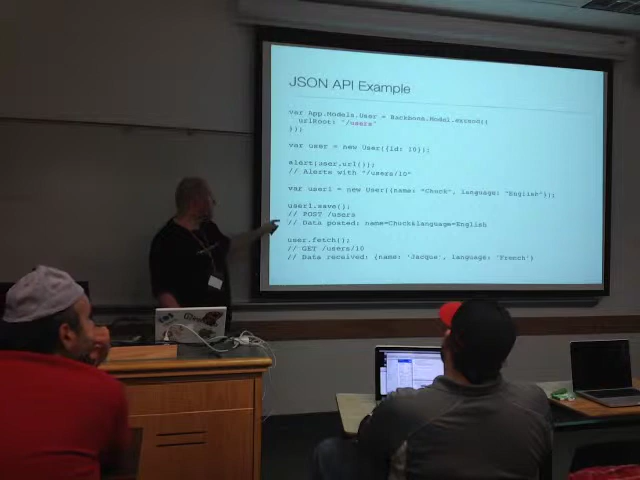 JSON API Example
var App.Models.User = Backbone.Model.extend({
urlRoot: "/users"
});
var user = new User({id: 10});
alert(user.url());
// Alerts with "/users/10"
var user1 = new User({name: "Chuck", language: "English"});
user1.save();
// POST /users
// Data posted: name=Chuck&language=English
user.fetch();
// GET /users/10
// Data received: {name: 'Jacque', language: 'French'}